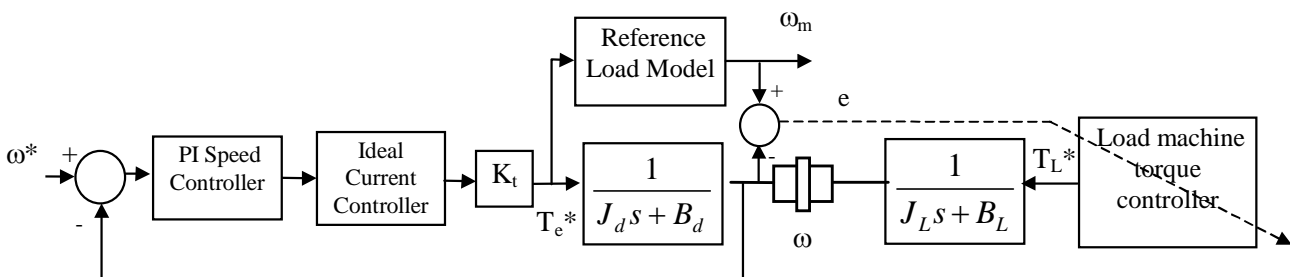 ω_m
Reference
Load Model
+
e
-
ω*
+
-
PI Speed
Controller
Ideal
Current
Controller
K_t
T_e*
1
J_d s + B_d
ω
1
J_L s + B_L
T_L*
Load machine
torque
controller